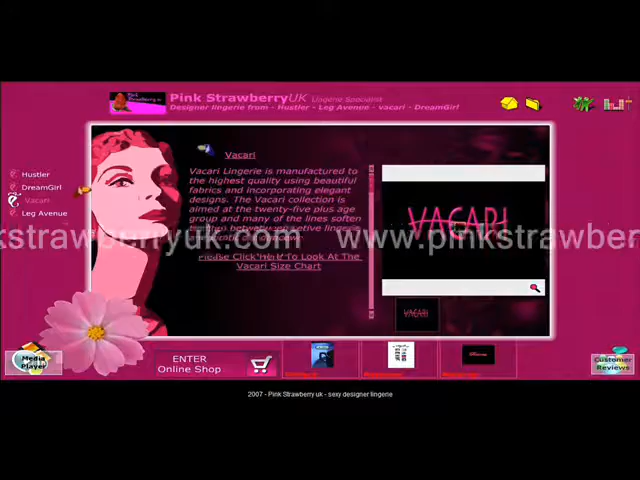 Pink StrawberryUK Lingerie Specialist
Designer lingerie from - Hustler - Leg Avenue - Vacari - DreamGirl
Hustler
DreamGirl
Vacari
Leg Avenue
Vacari
Vacari Lingerie is manufactured to
the highest quality using beautiful
fabrics and incorporating elegant
designs. The Vacari collection is
aimed at the twenty-five plus age
group and many of the lines soften
Please Click Here To Look At The
Vacari Size Chart
VACARI
VACARI
kstrawberryuk.com www.pinkstrawber
Media
Player
ENTER
Online Shop
Customer
Reviews
2007 - Pink Strawberry uk - sexy designer lingerie